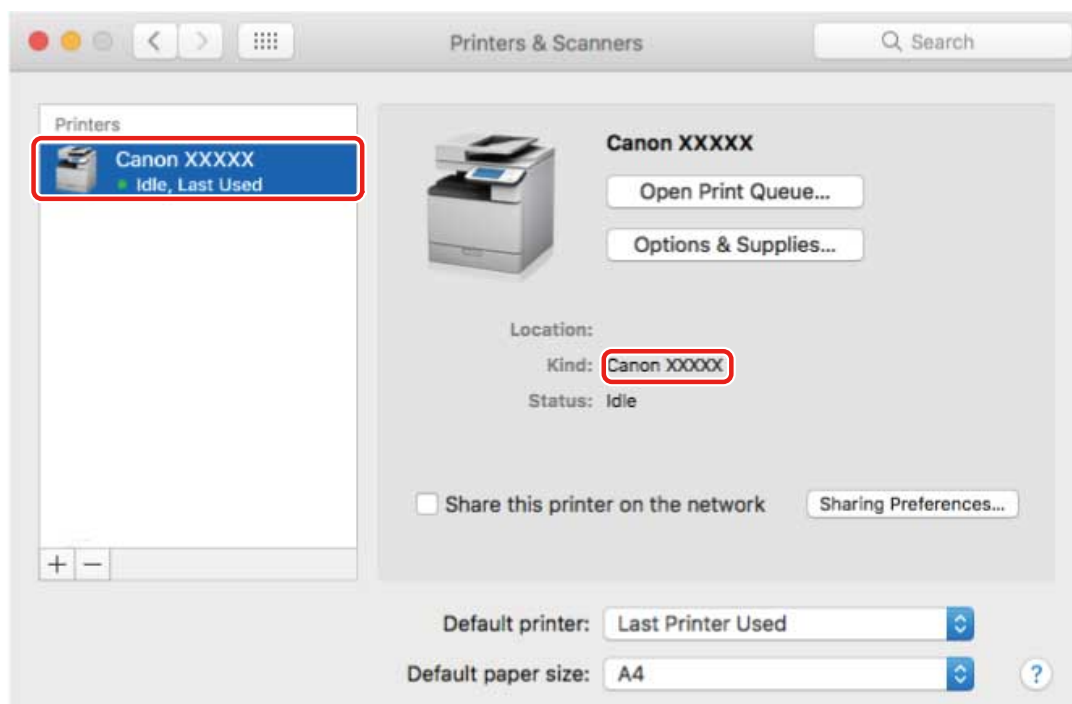 Printers & Scanners
Search
Printers
Canon XXXXX
Idle, Last Used
Canon XXXXX
Open Print Queue...
Options & Supplies...
Location:
Kind: Canon XXXXX
Status: Idle
Share this printer on the network
Sharing Preferences...
+ −
Default printer: Last Printer Used
Default paper size: A4
?